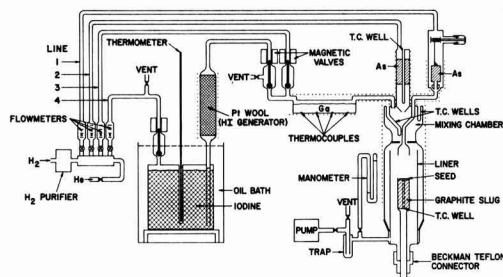 LINE
1
2
3
4
THERMOMETER
VENT
FLOWMETERS
H2
H2 PURIFIER
He
Pt WOOL
(HI GENERATOR)
OIL BATH
IODINE
MAGNETIC
VALVES
VENT
Ga
THERMOCOUPLES
T.C. WELL
As
As
T.C. WELLS
MIXING CHAMBER
LINER
SEED
GRAPHITE SLUG
T.C. WELL
MANOMETER
VENT
PUMP
TRAP
BECKMAN TEFLON
CONNECTOR